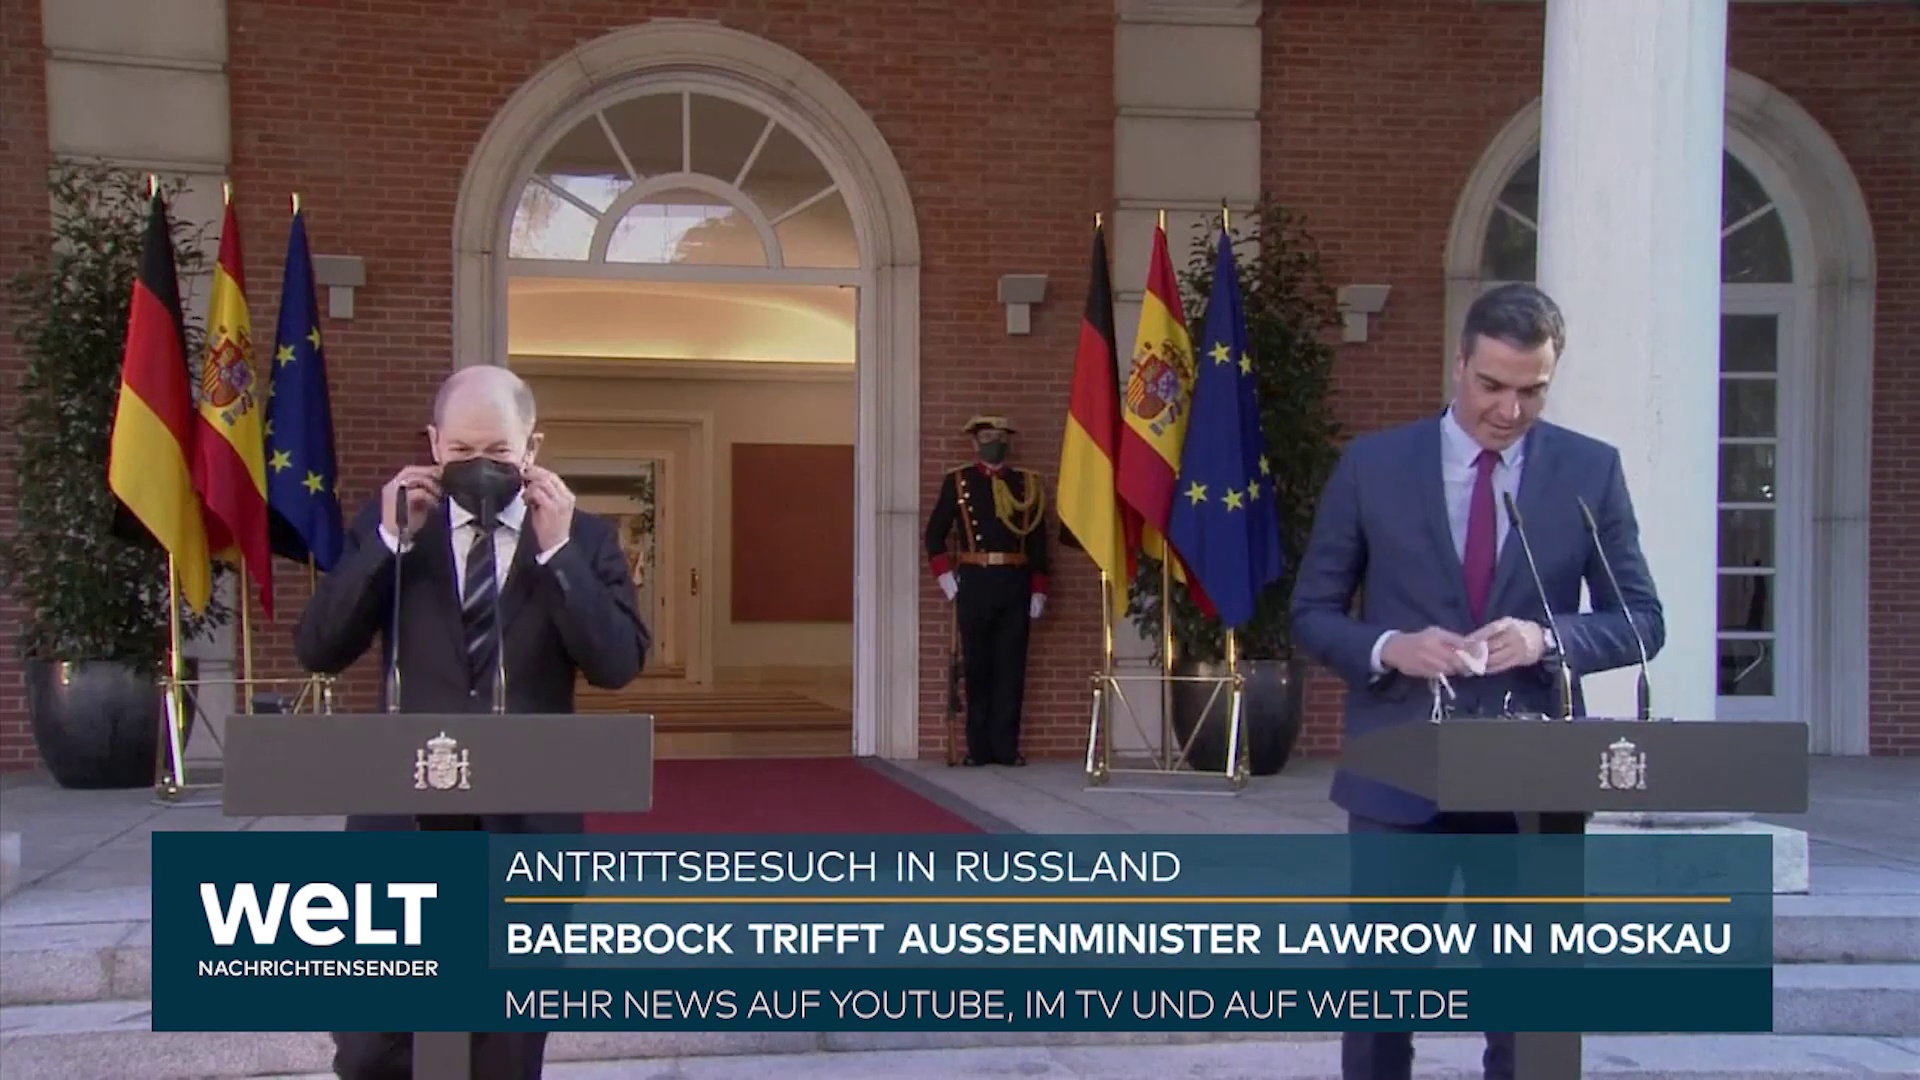 ANTRITTSBESUCH IN RUSSLAND
WELT
NACHRICHTENSENDER
BAERBOCK TRIFFT AUSSENMINISTER LAWROW IN MOSKAU
MEHR NEWS AUF YOUTUBE, IM TV UND AUF WELT.DE